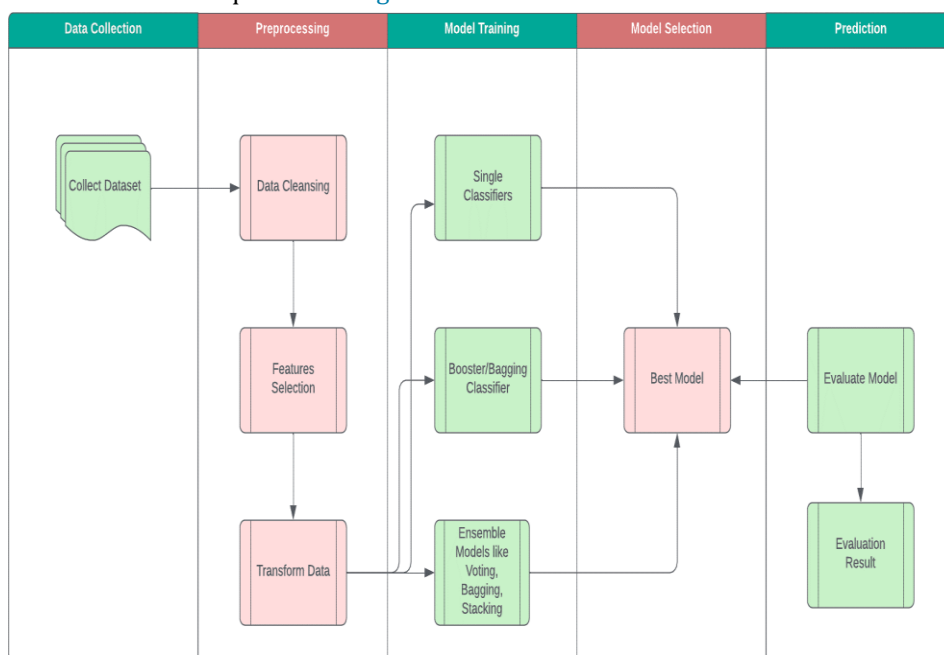 Data Collection
Preprocessing
Model Training
Model Selection
Prediction
Collect Dataset
Data Cleansing
Single
Classifiers
Features
Selection
Booster/Bagging
Classifier
Best Model
Evaluate Model
Transform Data
Ensemble
Models like
Voting,
Bagging,
Stacking
Evaluation
Result